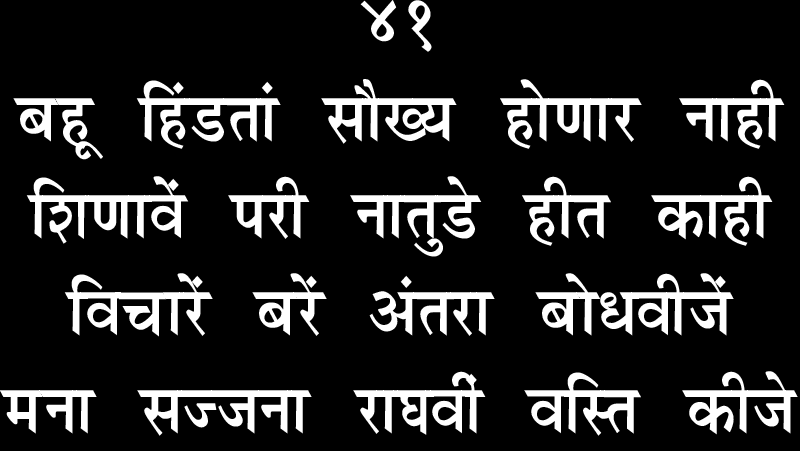 ४१
बहू हिंडतां सौख्य होणार नाही
शिणावें परी नातुडे हीत काही
विचारें बरें अंतरा बोधवीजें
मना सज्जना राघवीं वस्ति कीजे